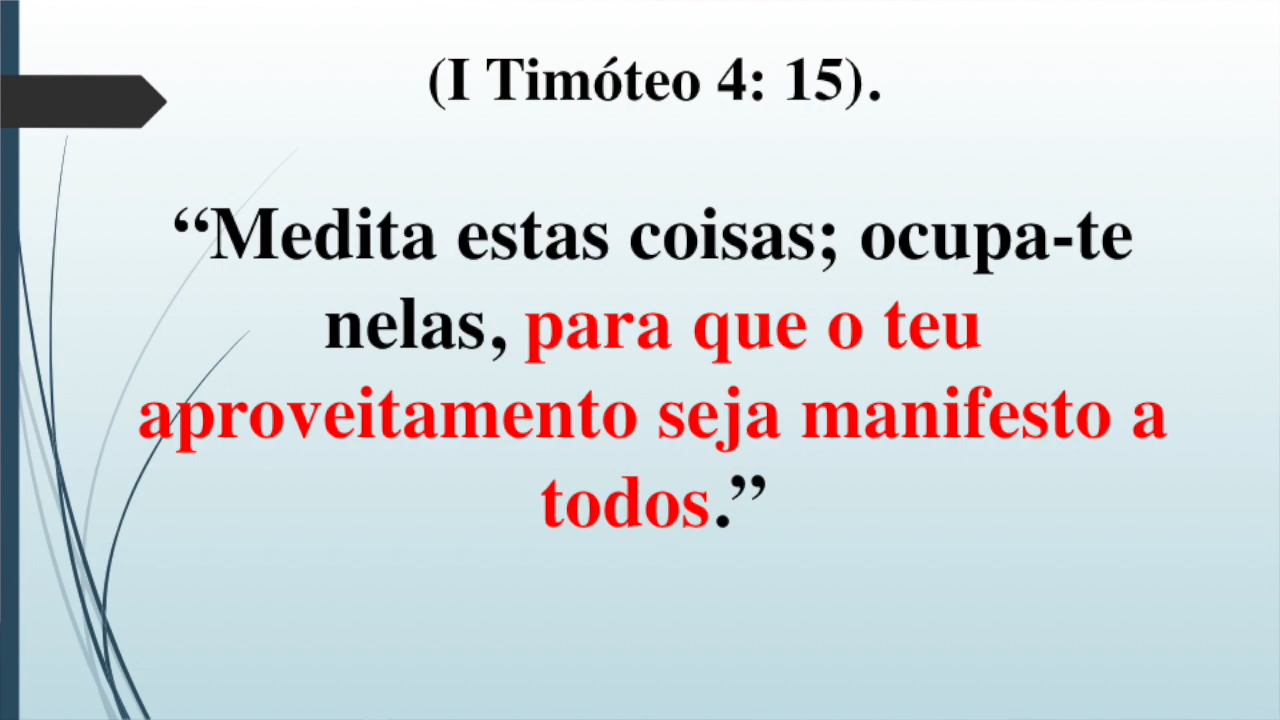 (I Timóteo 4: 15).
“Medita estas coisas; ocupa-te
nelas, para que o teu
aproveitamento seja manifesto a
todos.”